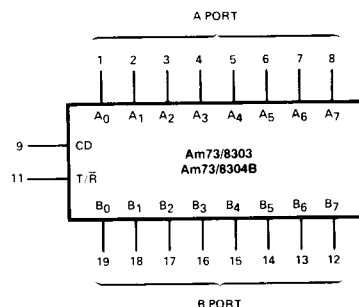 A PORT
1 2 3 4 5 6 7 8
A₀ A₁ A₂ A₃ A₄ A₅ A₆ A₇
9 CD
Am73/8303
Am73/8304B
11 T/R̅
B₀ B₁ B₂ B₃ B₄ B₅ B₆ B₇
19 18 17 16 15 14 13 12
B PORT